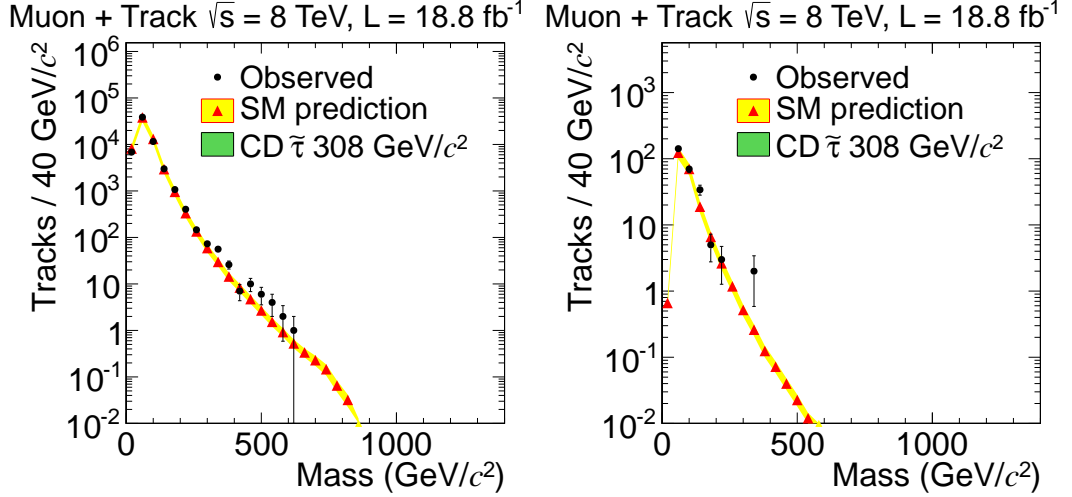 Muon + Track √s = 8 TeV, L = 18.8 fb⁻¹
Tracks / 40 GeV/c²
10⁶
10⁵
10⁴
10³
10²
10
1
10⁻¹
10⁻²
Observed
SM prediction
CD τ̃ 308 GeV/c²
0
500
1000
Mass (GeV/c²)
Muon + Track √s = 8 TeV, L = 18.8 fb⁻¹
Tracks / 40 GeV/c²
10³
10²
10
1
10⁻¹
10⁻²
Observed
SM prediction
CD τ̃ 308 GeV/c²
0
500
1000
Mass (GeV/c²)